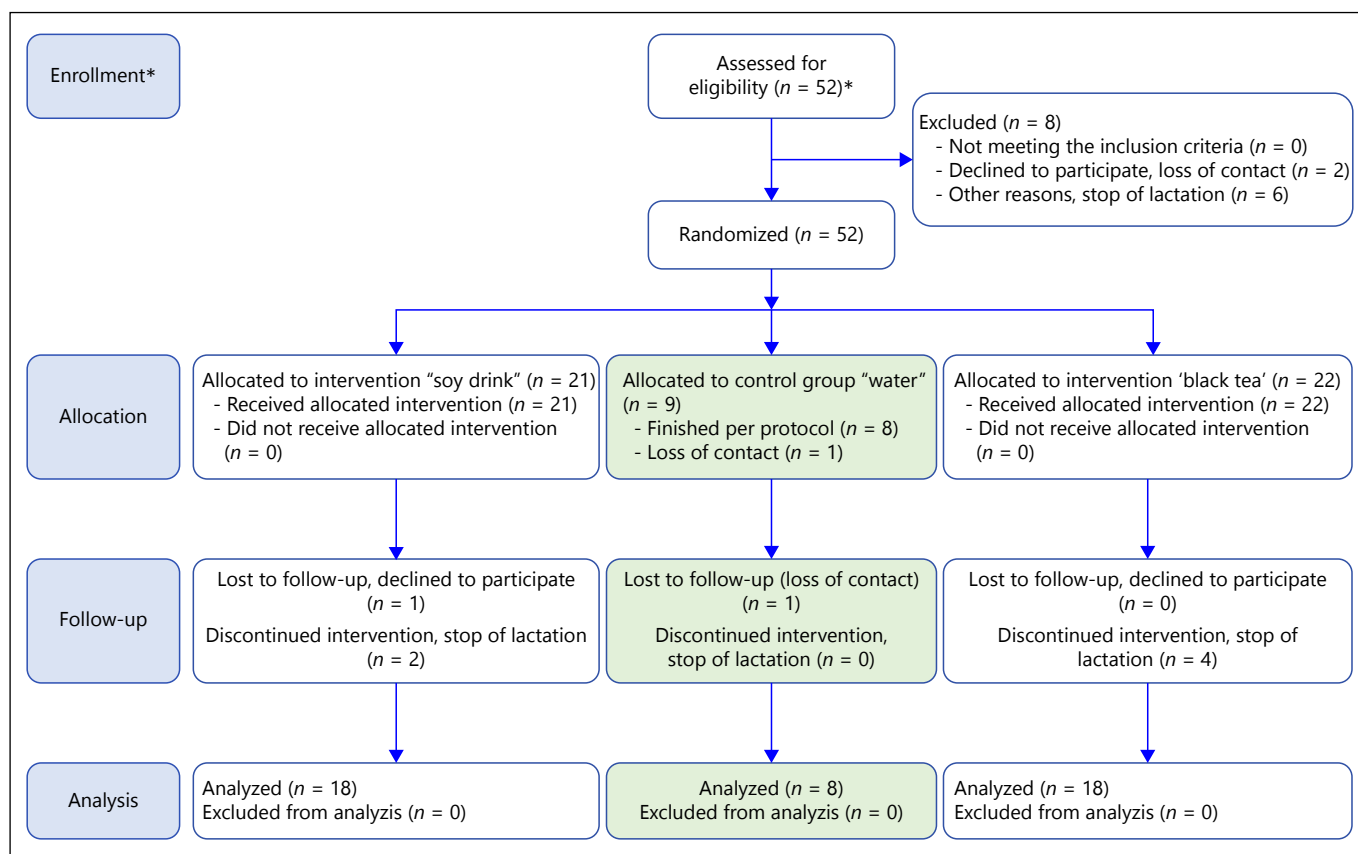 Enrollment*
Assessed for
eligibility (n = 52)*
Excluded (n = 8)
- Not meeting the inclusion criteria (n = 0)
- Declined to participate, loss of contact (n = 2)
- Other reasons, stop of lactation (n = 6)
Randomized (n = 52)
Allocation
Allocated to intervention “soy drink” (n = 21)
- Received allocated intervention (n = 21)
- Did not receive allocated intervention
(n = 0)
Allocated to control group “water”
(n = 9)
- Finished per protocol (n = 8)
- Loss of contact (n = 1)
Allocated to intervention ‘black tea’ (n = 22)
- Received allocated intervention (n = 22)
- Did not receive allocated intervention
(n = 0)
Follow-up
Lost to follow-up, declined to participate
(n = 1)
Discontinued intervention, stop of lactation
(n = 2)
Lost to follow-up (loss of contact)
(n = 1)
Discontinued intervention,
stop of lactation (n = 0)
Lost to follow-up, declined to participate
(n = 0)
Discontinued intervention, stop of
lactation (n = 4)
Analysis
Analyzed (n = 18)
Excluded from analyzis (n = 0)
Analyzed (n = 8)
Excluded from analyzis (n = 0)
Analyzed (n = 18)
Excluded from analyzis (n = 0)